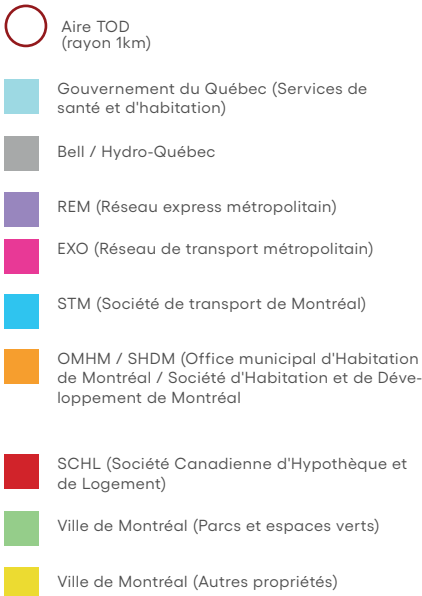 Aire TOD
(rayon 1km)
Gouvernement du Québec (Services de
santé et d'habitation)
Bell / Hydro-Québec
REM (Réseau express métropolitain)
EXO (Réseau de transport métropolitain)
STM (Société de transport de Montréal)
OMHM / SHDM (Office municipal d'Habitation
de Montréal / Société d'Habitation et de Déve-
loppement de Montréal
SCHL (Société Canadienne d'Hypothèque et
de Logement)
Ville de Montréal (Parcs et espaces verts)
Ville de Montréal (Autres propriétés)